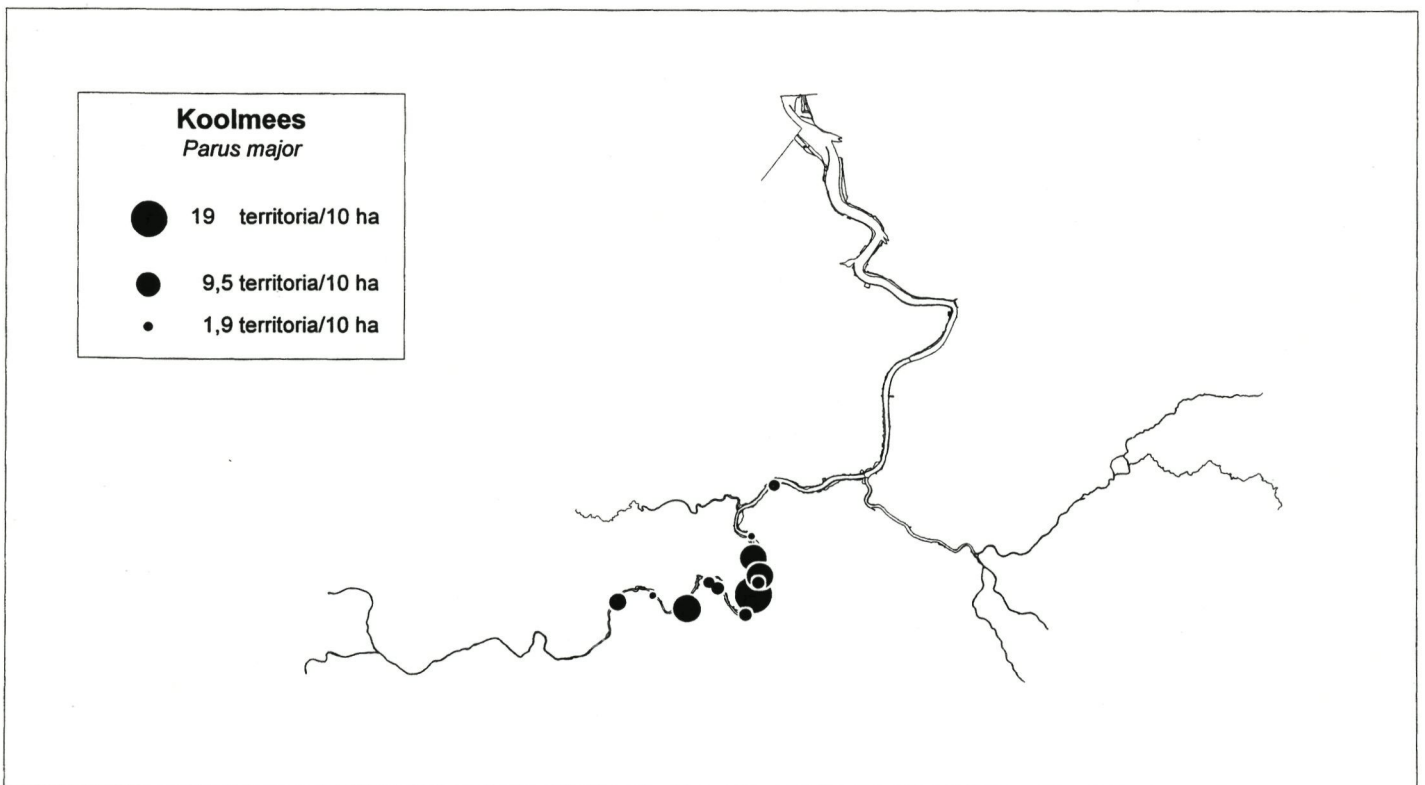 Koolmees
Parus major
19 territoria/10 ha
9,5 territoria/10 ha
1,9 territoria/10 ha